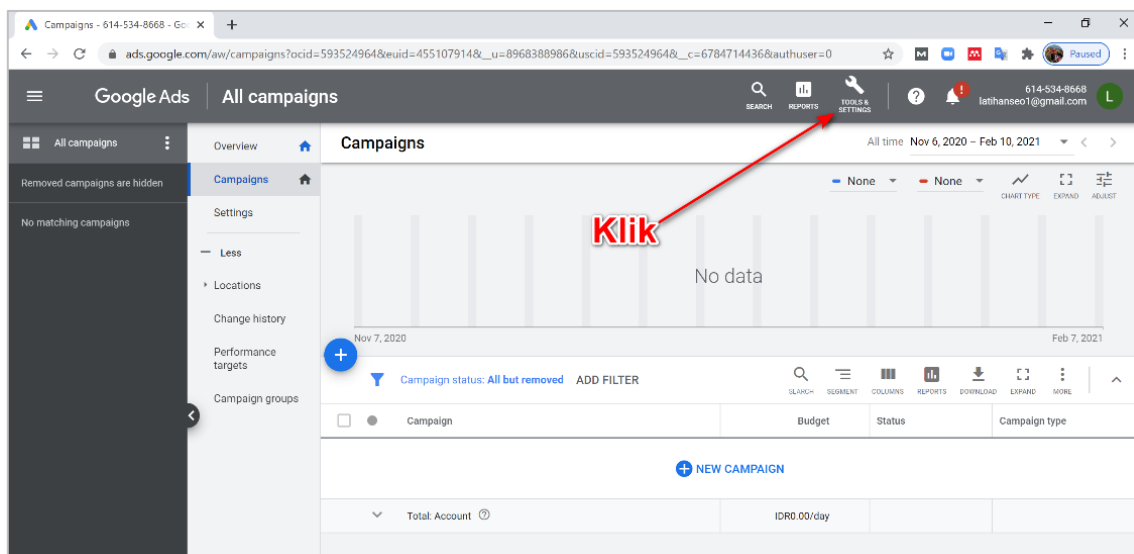 Campaigns - 614-534-8668 - Goo
ads.google.com/aw/campaigns?ocid=593524964&euid=455107914&__u=8968388986&uscid=593524964&__c=6784714436&authuser=0
Paused
Google Ads
All campaigns
SEARCH
REPORTS
TOOLS & SETTINGS
614-534-8668
latihanseo1@gmail.com
L
All campaigns
Removed campaigns are hidden
No matching campaigns
Overview
Campaigns
Settings
Less
Locations
Change history
Performance
targets
Campaign groups
Campaigns
All time Nov 6, 2020 – Feb 10, 2021
None
None
CHART TYPE
EXPAND
ADJUST
Klik
No data
Nov 7, 2020
Feb 7, 2021
Campaign status: All but removed ADD FILTER
SEARCH
SEGMENT
COLUMNS
REPORTS
DOWNLOAD
EXPAND
MORE
Campaign Budget Status Campaign type
NEW CAMPAIGN
Total: Account IDR0.00/day